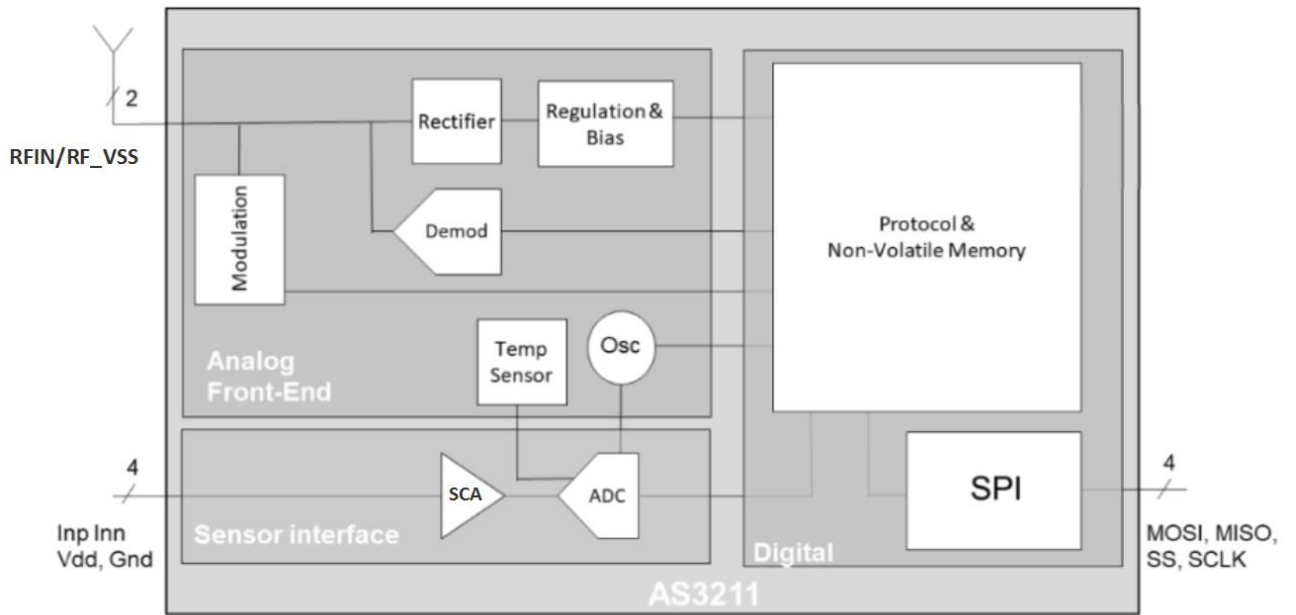 2
RFIN/RF_VSS
Rectifier
Regulation &
Bias
Modulation
Demod
Protocol &
Non-Volatile Memory
Temp
Sensor
Osc
Analog
Front-End
4
Inp Inn
Vdd, Gnd
SCA
ADC
Sensor interface
SPI
Digital
4
MOSI, MISO,
SS, SCLK
AS3211